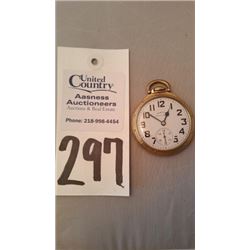 United
Country
Aasness
Auctioneers
Auctions & Real Estate
Phone: 218-998-4454
297